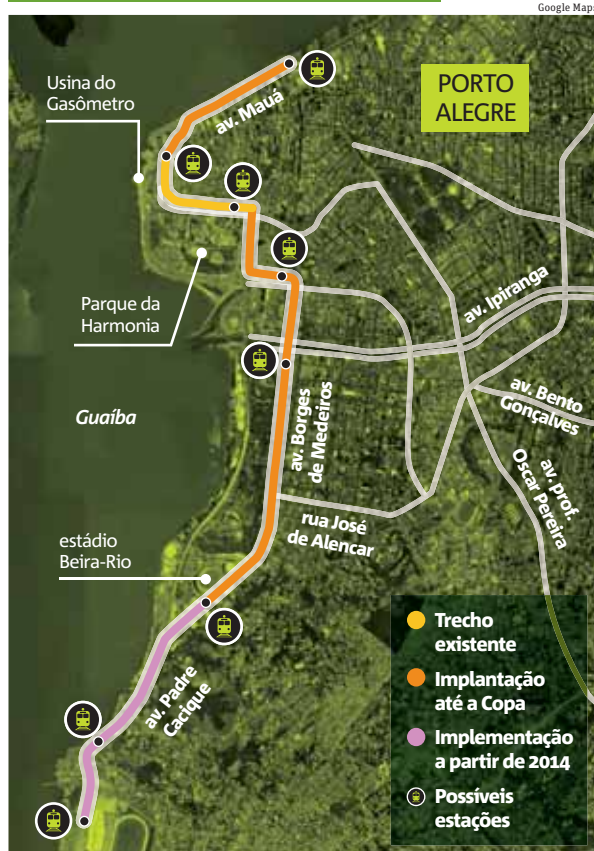 Google Maps
PORTO
ALEGRE
Usina do
Gasômetro
av. Mauá
Parque da
Harmonia
av. Ipiranga
Guaíba
av. Borges
de Medeiros
av. Bento
Gonçalves
av. prof.
Oscar Pereira
rua José
de Alencar
estádio
Beira-Rio
av. Padre
Cacique
Trecho
existente
Implantação
até a Copa
Implementação
a partir de 2014
Possíveis
estações